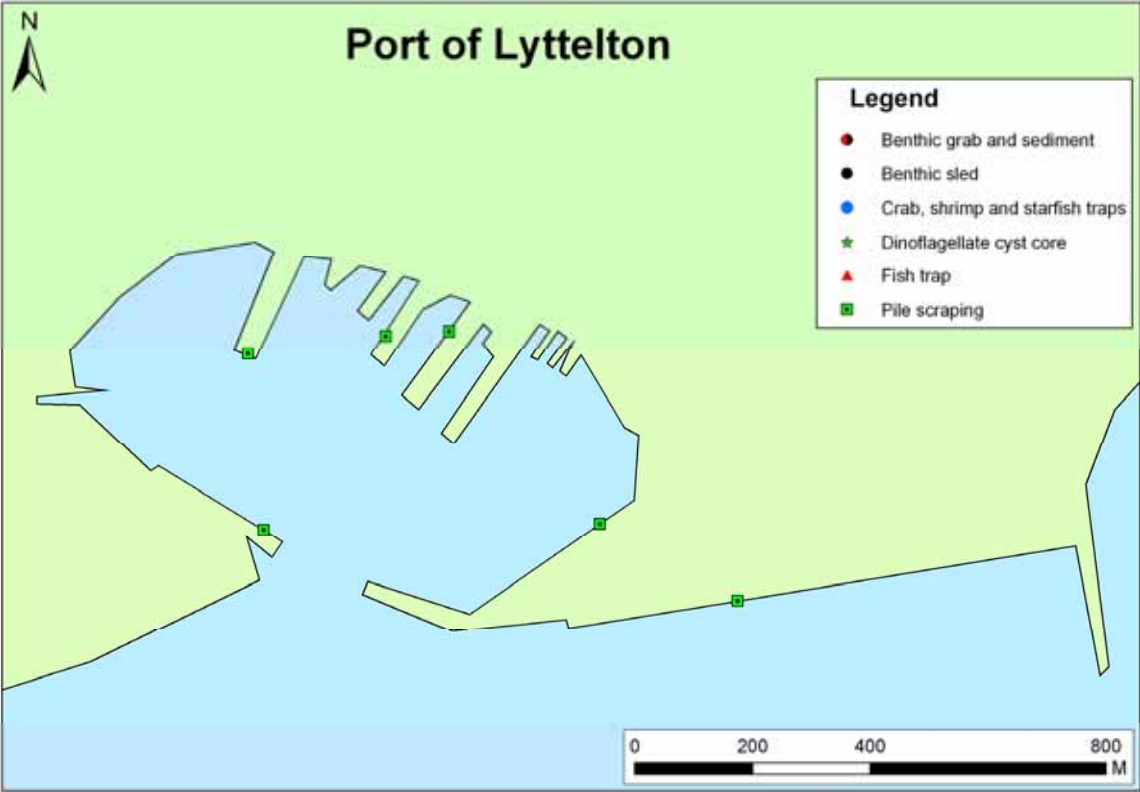 N
Port of Lyttelton
Legend
Benthic grab and sediment
Benthic sled
Crab, shrimp and starfish traps
Dinoflagellate cyst core
Fish trap
Pile scraping
0 200 400 800
M